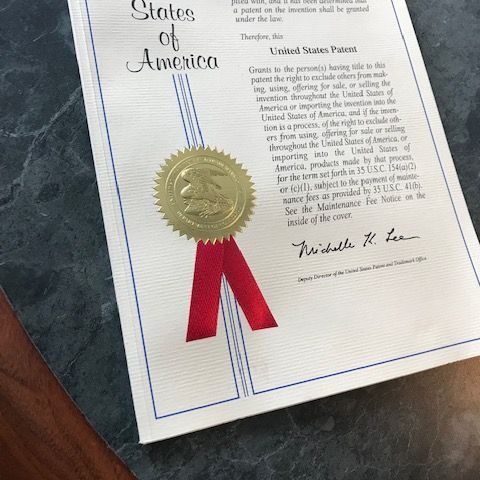 States
of
America
plied with, and it has been determined that
a patent on the invention shall be granted
under the law.
Therefore, this
United States Patent
Grants to the person(s) having title to this
patent the right to exclude others from mak-
ing, using, offering for sale, or selling the
invention throughout the United States of
America or importing the invention into the
United States of America, and if the inven-
tion is a process, of the right to exclude oth-
ers from using, offering for sale or selling
throughout the United States of America, or
importing into the United States of
America, products made by that process,
for the term set forth in 35 U.S.C. 154(a)(2)
or (c)(1), subject to the payment of mainte-
nance fees as provided by 35 U.S.C. 41(b).
See the Maintenance Fee Notice on the
inside of the cover.
Michelle K. Lee
Deputy Director of the United States Patent and Trademark Office